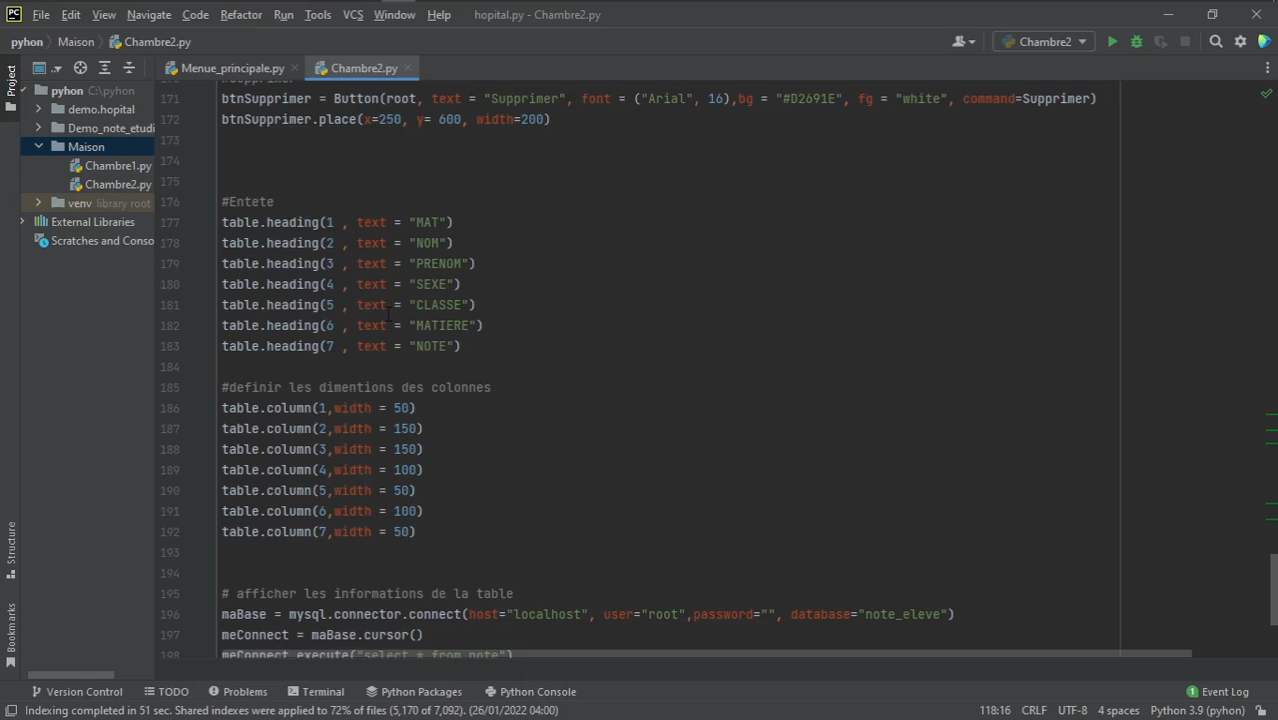 PC File Edit View Navigate Code Refactor Run Tools VCS Window Help hopital.py - Chambre2.py
pyhon Maison Chambre2.py Chambre2
Project Menue_principale.py Chambre2.py
pyhon C:\pyhon
demo.hopital
Demo_note_etudi
Maison
Chambre1.py
Chambre2.py
venv library root
External Libraries
Scratches and Conso
171 btnSupprimer = Button(root, text = "Supprimer", font = ("Arial", 16),bg = "#D2691E", fg = "white", command=Supprimer)
172 btnSupprimer.place(x=250, y= 600, width=200)
173
174
175
176 #Entete
177 table.heading(1 , text = "MAT")
178 table.heading(2 , text = "NOM")
179 table.heading(3 , text = "PRENOM")
180 table.heading(4 , text = "SEXE")
181 table.heading(5 , text = "CLASSE")
182 table.heading(6 , text = "MATIERE")
183 table.heading(7 , text = "NOTE")
184
185 #definir les dimentions des colonnes
186 table.column(1,width = 50)
187 table.column(2,width = 150)
188 table.column(3,width = 150)
189 table.column(4,width = 100)
190 table.column(5,width = 50)
191 table.column(6,width = 100)
192 table.column(7,width = 50)
193
194
195 # afficher les informations de la table
196 maBase = mysql.connector.connect(host="localhost", user="root",password="", database="note_eleve")
197 meConnect = maBase.cursor()
198 meConnect.execute("select * from note")
Structure
Bookmarks
Version Control TODO Problems Terminal Python Packages Python Console 1 Event Log
Indexing completed in 51 sec. Shared indexes were applied to 72% of files (5,170 of 7,092). (26/01/2022 04:00) 118:16 CRLF UTF-8 4 spaces Python 3.9 (pyhon)